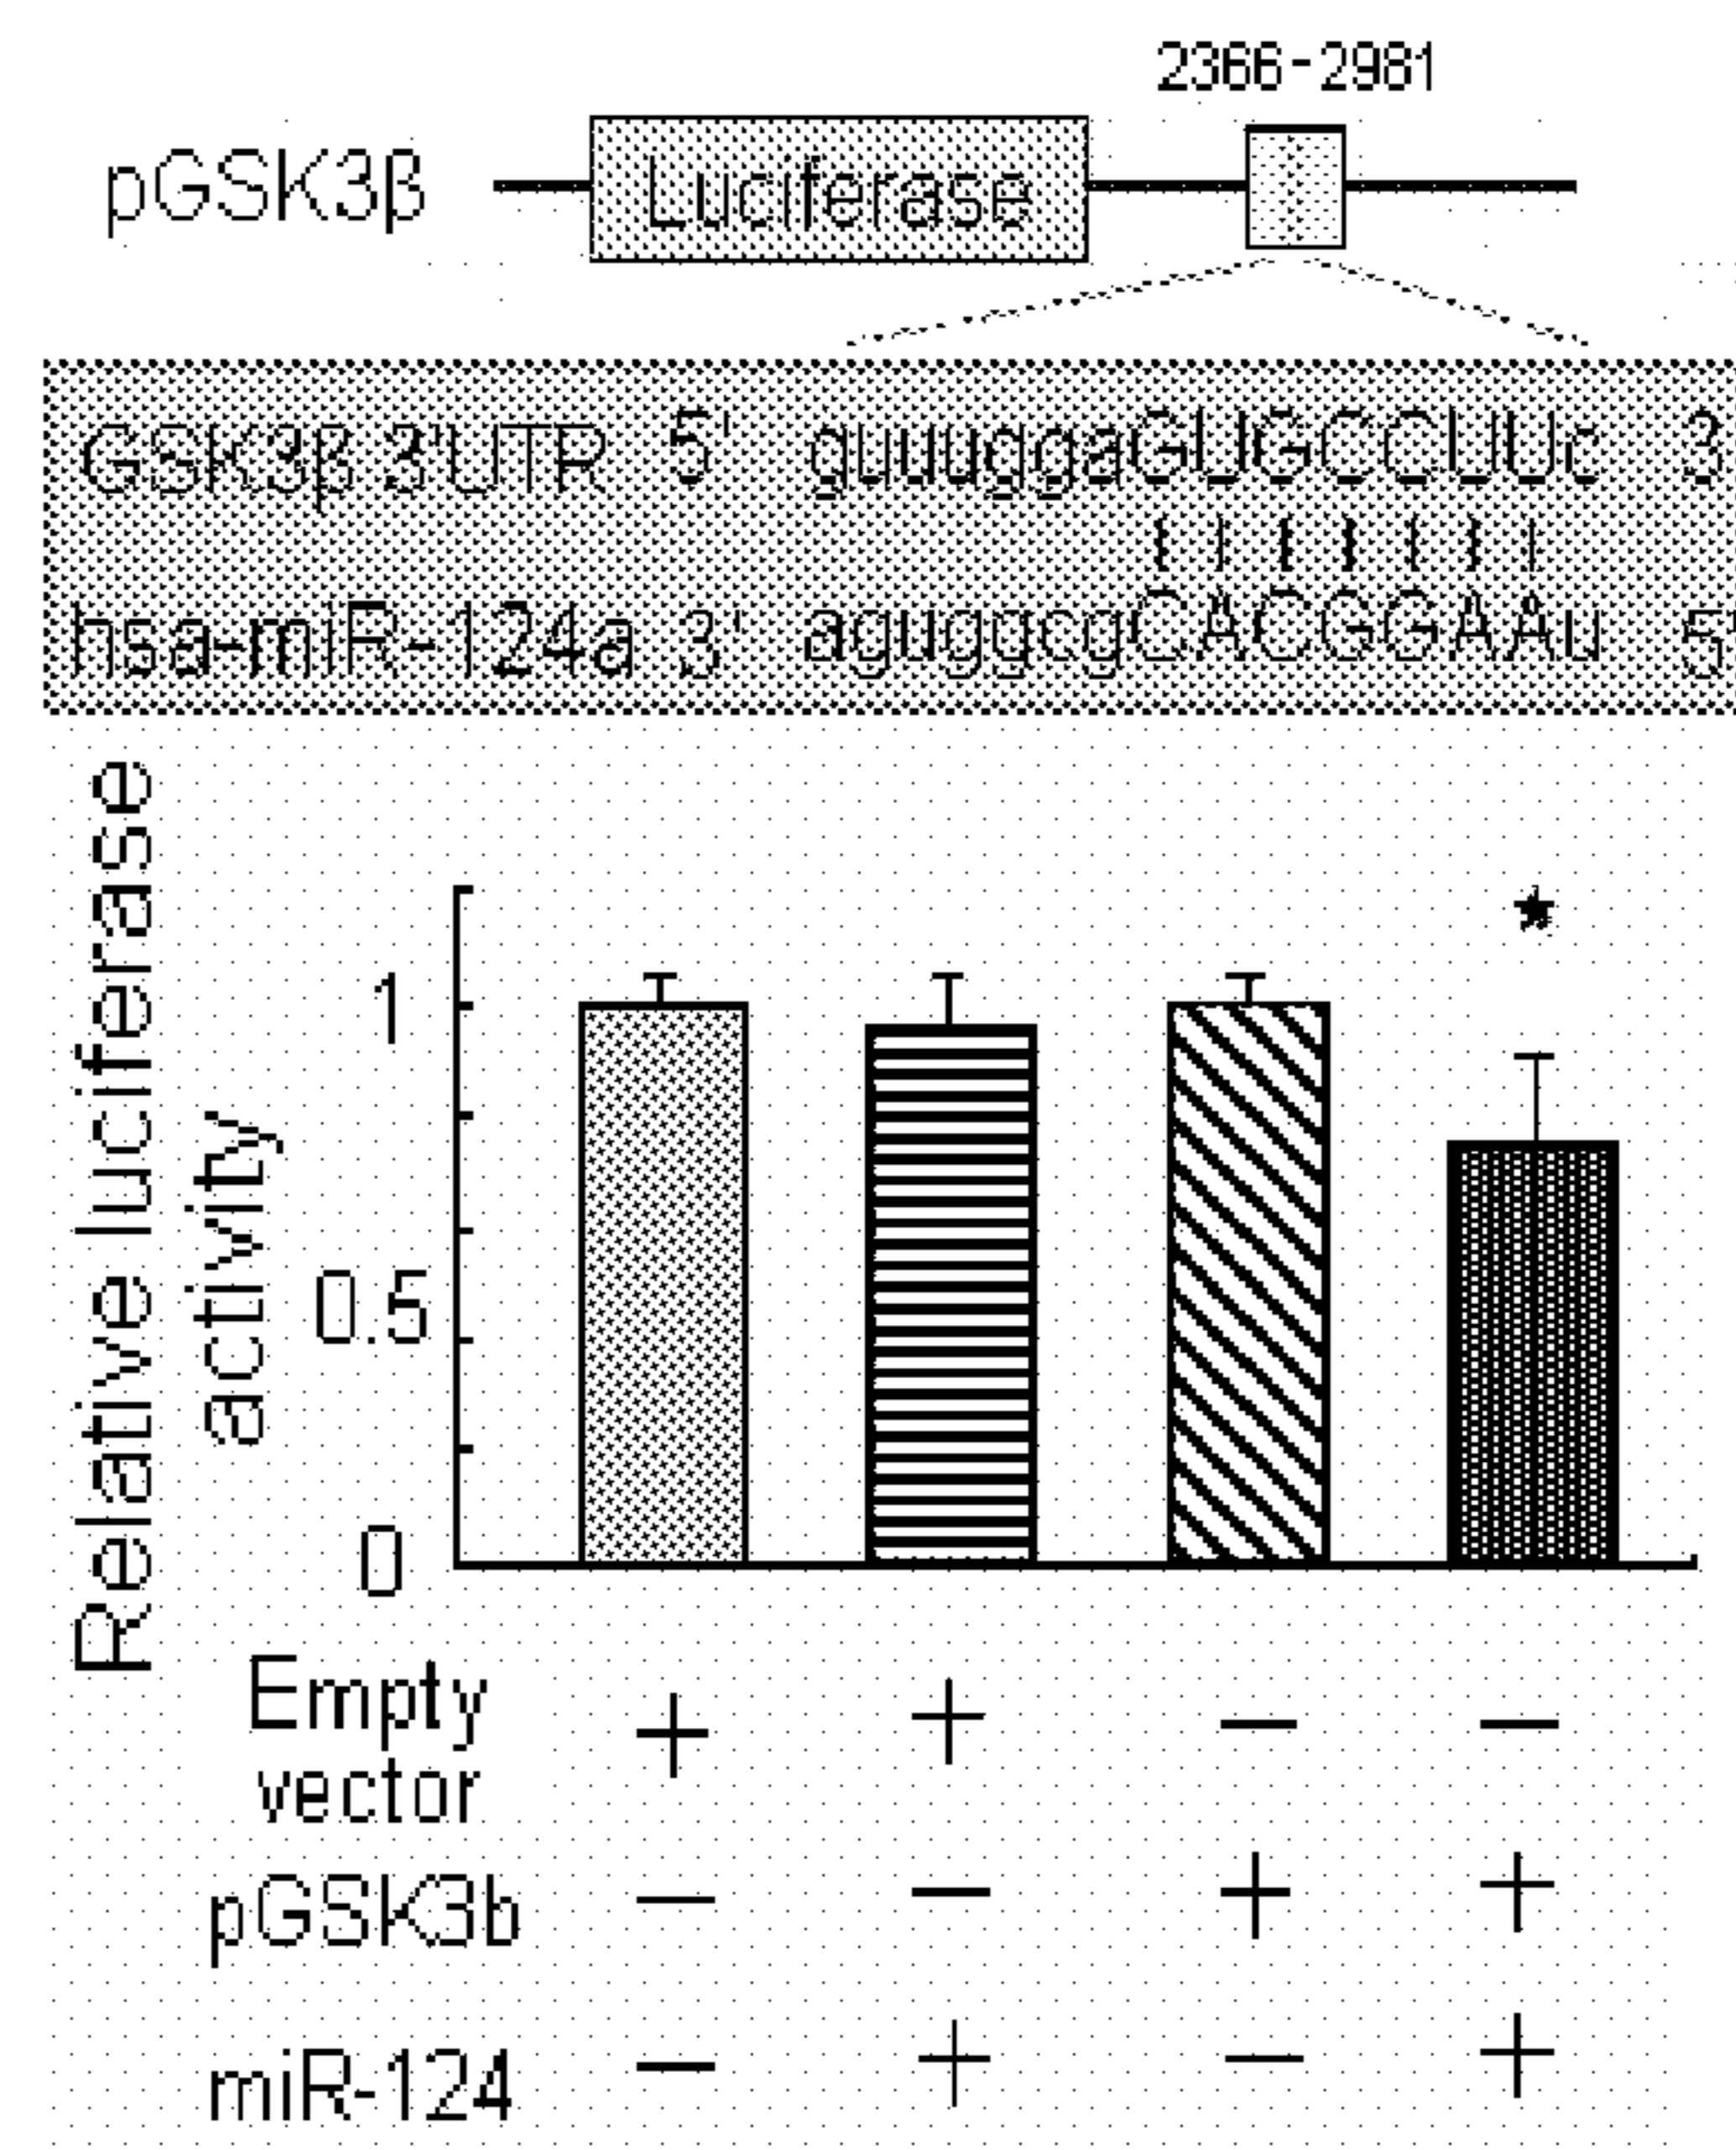 2366-2981
pGSK3β Luciferase
GSK3β 3'UTR 5' guuuggaGUGCCUUc 3
hsa-miR-124a 3' aguggcgCACGGAAu 5
Relative luciferase
activity
1
0.5
0
Empty
vector + + - -
pGSK3b - - + +
miR-124 - + - +